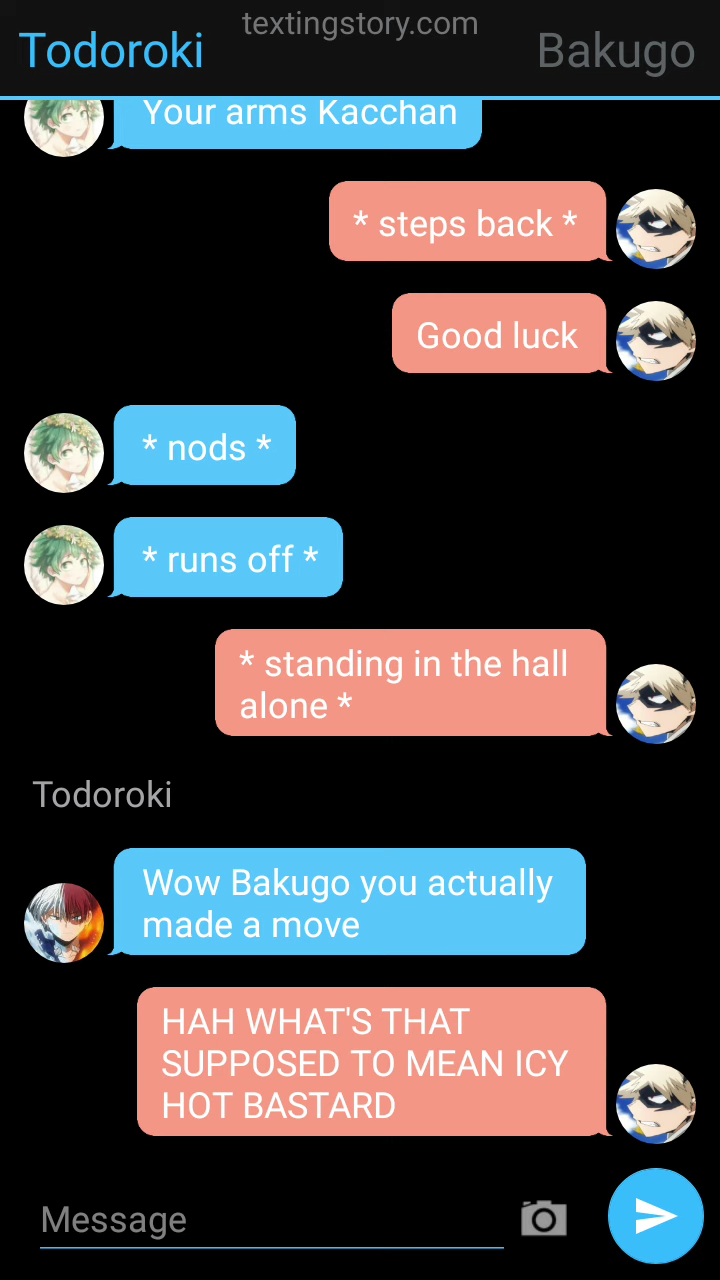 textingstory.com
Todoroki
Bakugo
Your arms Kacchan
* steps back *
Good luck
* nods *
* runs off *
* standing in the hall
alone *
Todoroki
Wow Bakugo you actually
made a move
HAH WHAT'S THAT
SUPPOSED TO MEAN ICY
HOT BASTARD
Message